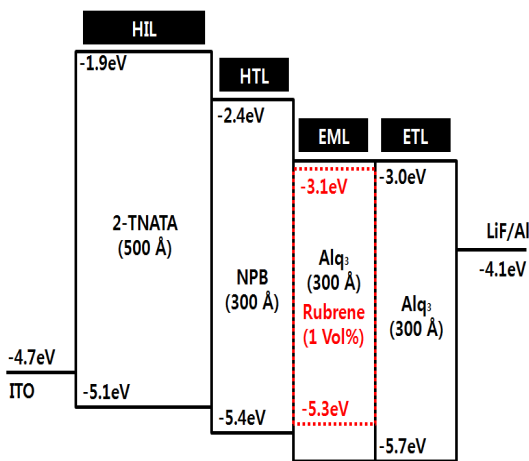 HIL
-1.9eV
HTL
-2.4eV
EML
ETL
-3.1eV
-3.0eV
2-TNATA
(500 Å)
LiF/Al
-4.1eV
NPB
(300 Å)
Alq₃
(300 Å)
Rubrene
(1 Vol%)
Alq₃
(300 Å)
-4.7eV
ITO
-5.1eV
-5.4eV
-5.3eV
-5.7eV